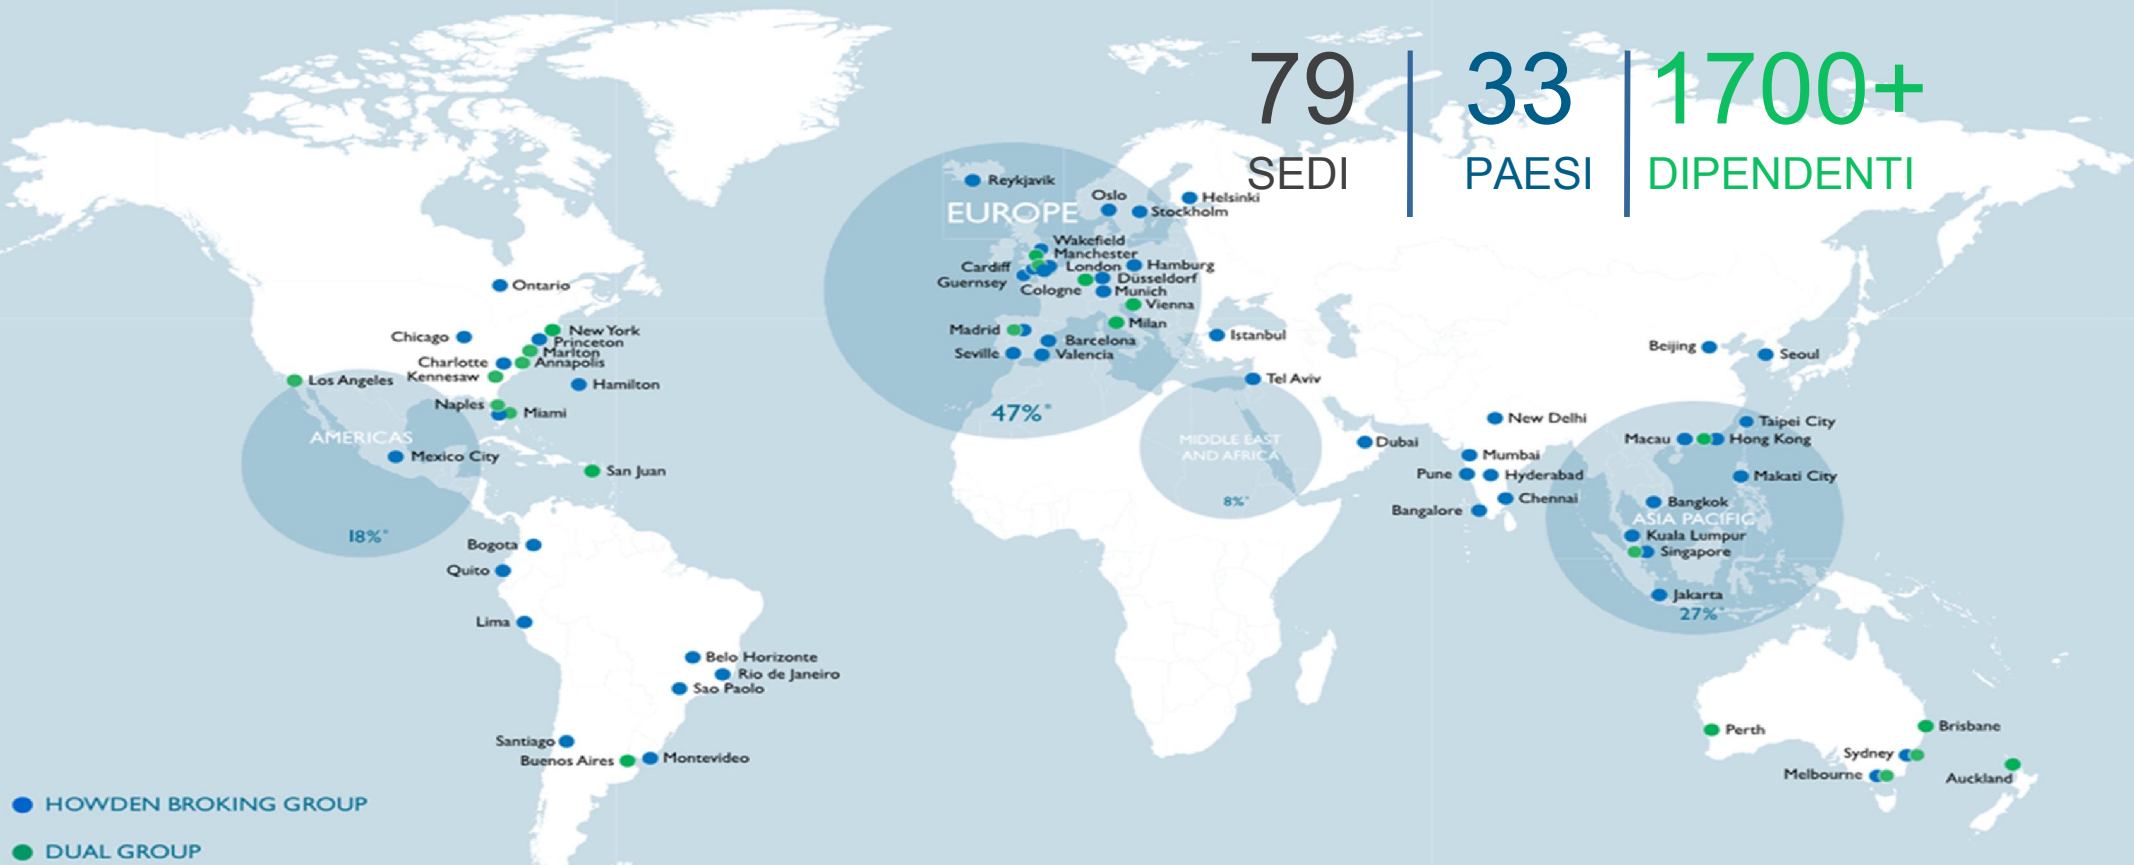 79
33
1700+
SEDI
PAESI
DIPENDENTI
Reykjavik
EUROPE
Oslo
Helsinki
Stockholm
Wakefield
Manchester
Cardiff
London
Hamburg
Guernsey
Düsseldorf
Cologne
Munich
Vienna
Milan
Madrid
Barcelona
Seville
Valencia
47%*
Istanbul
Tel Aviv
Ontario
Chicago
New York
Princeton
Marlton
Charlotte
Annapolis
Kennesaw
Los Angeles
Hamilton
Naples
Miami
AMERICAS
Mexico City
San Juan
18%*
MIDDLE EAST
AND AFRICA
8%*
Dubai
New Delhi
Mumbai
Pune
Hyderabad
Chennai
Bangalore
Beijing
Seoul
Taipei City
Macau
Hong Kong
Makati City
Bangkok
ASIA PACIFIC
Kuala Lumpur
Singapore
Jakarta
27%*
Bogota
Quito
Lima
Belo Horizonte
Rio de Janeiro
Sao Paolo
Santiago
Buenos Aires
Montevideo
Perth
Brisbane
Sydney
Melbourne
Auckland
HOWDEN BROKING GROUP
DUAL GROUP